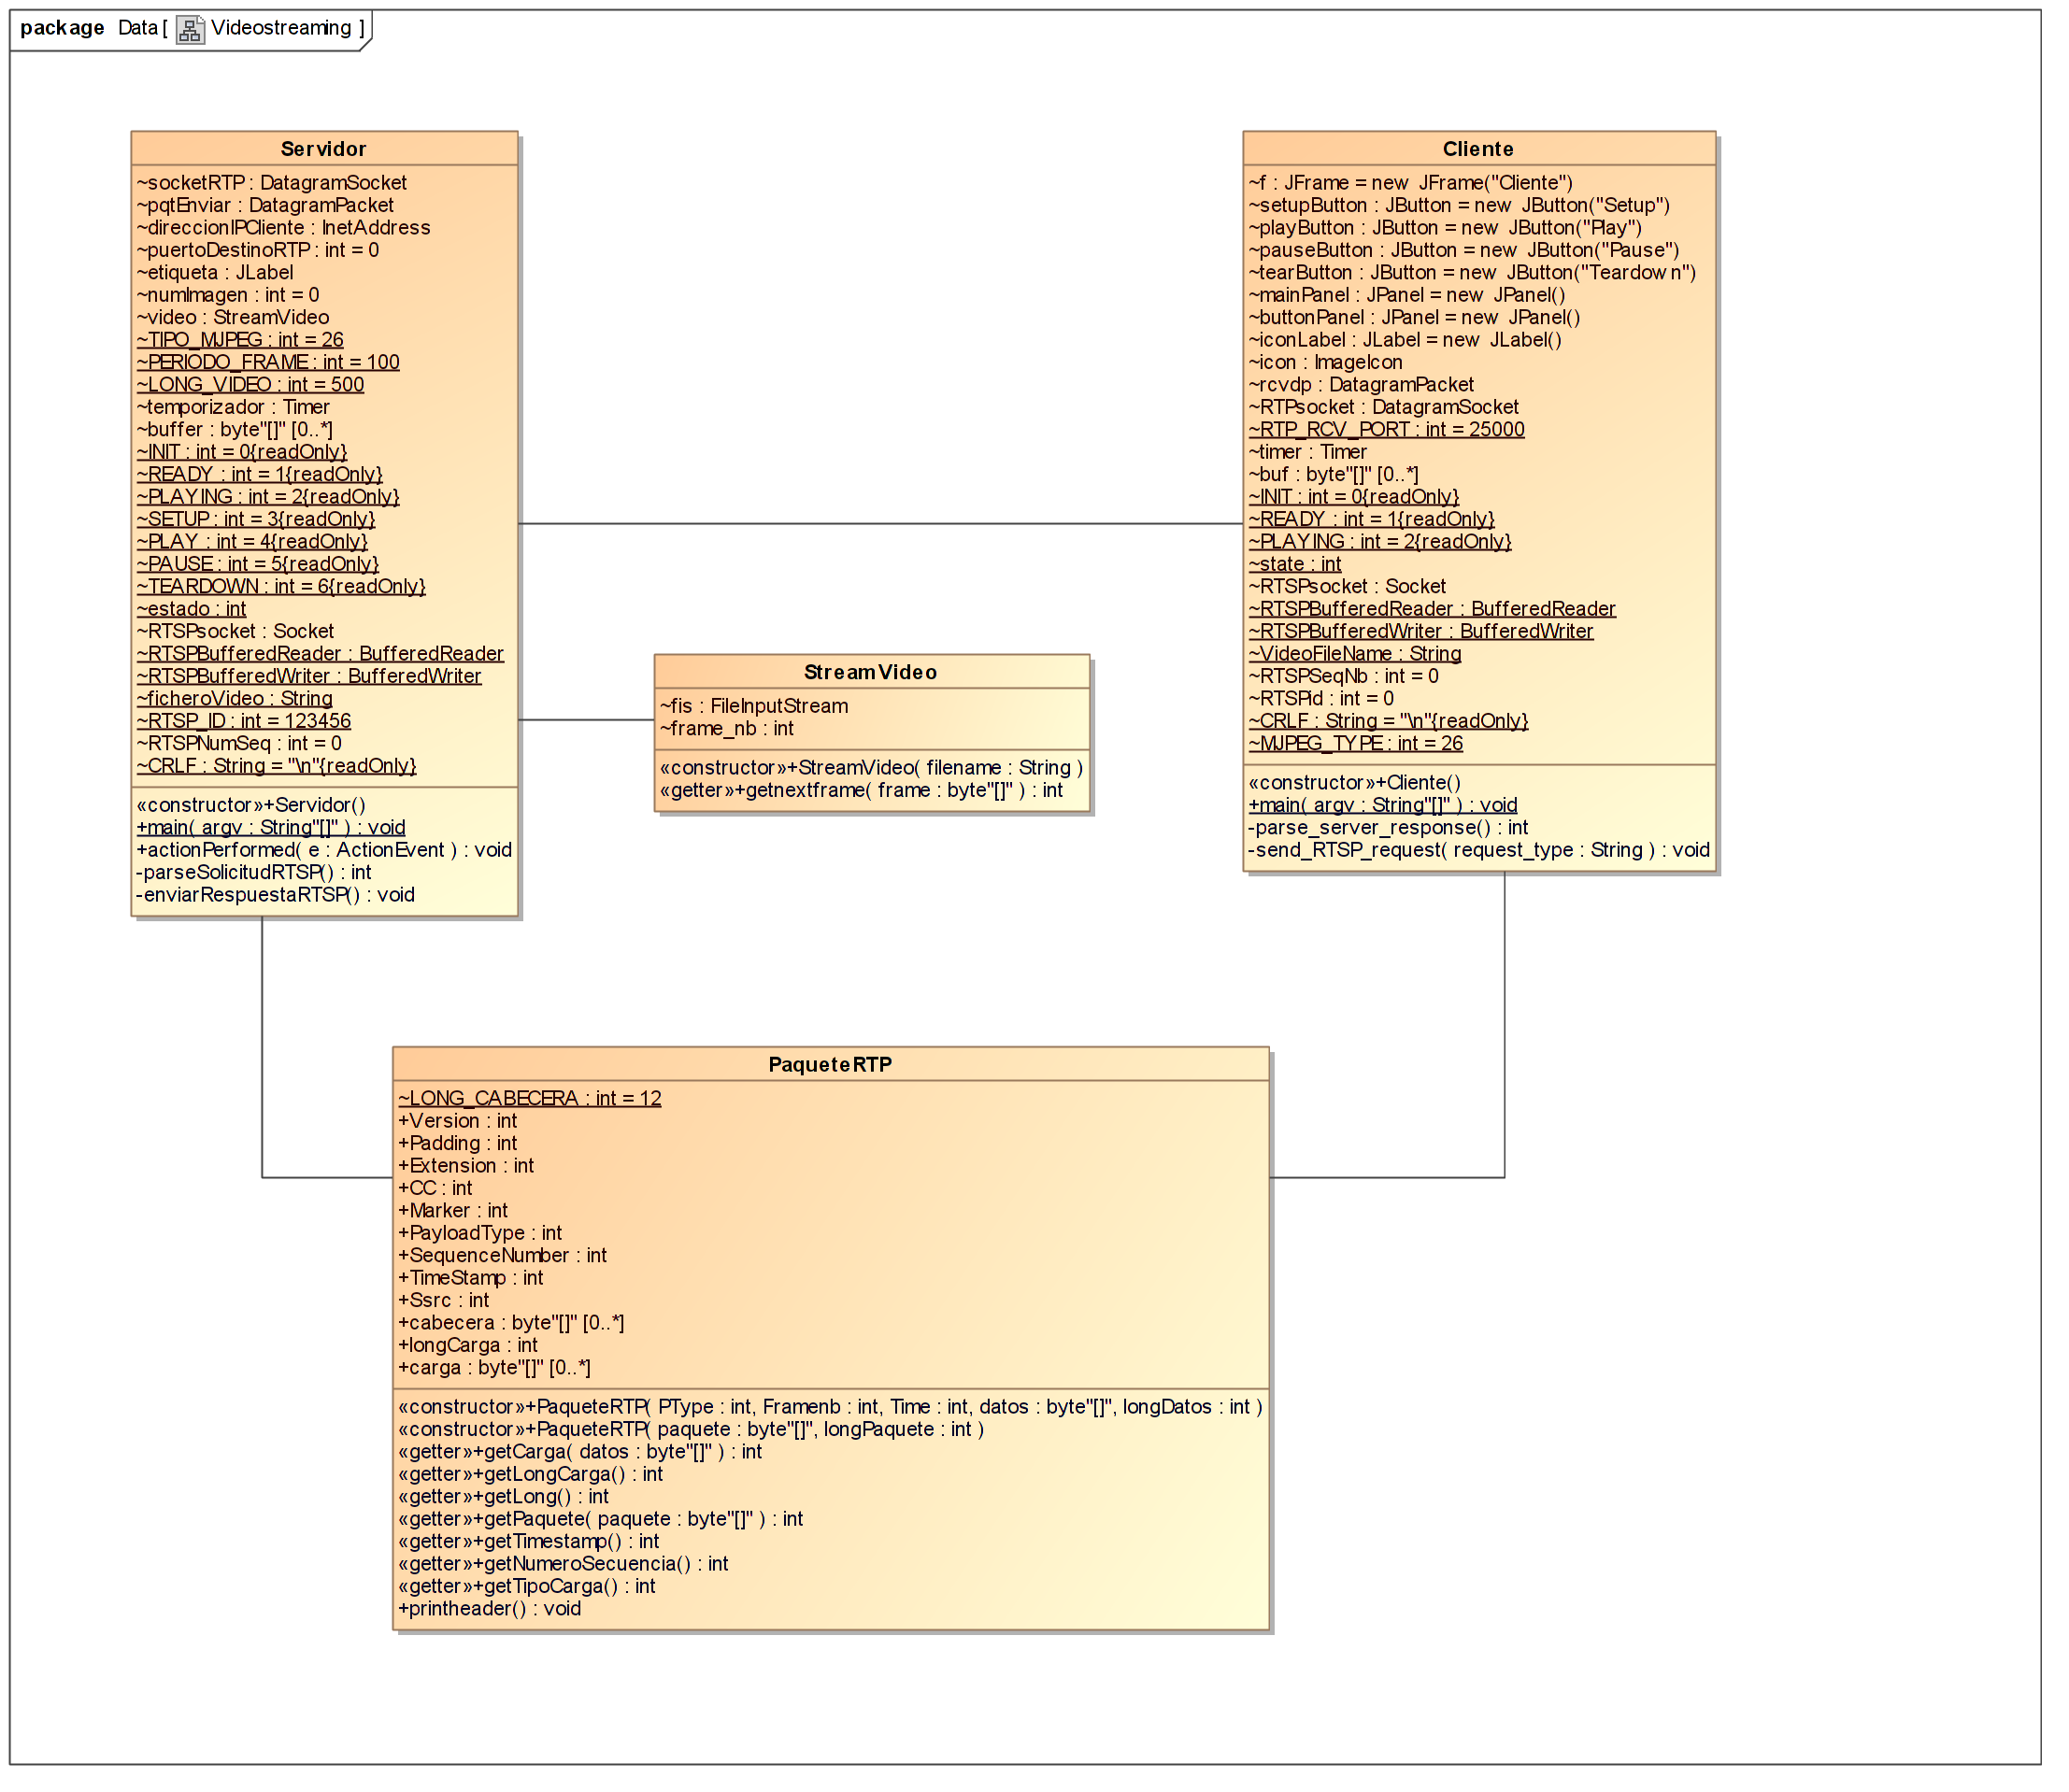 package Data [ Videostreaming ]
Servidor
~socketRTP : DatagramSocket
~pqtEnviar : DatagramPacket
~direccionIPCliente : InetAddress
~puertoDestinoRTP : int = 0
~etiqueta : JLabel
~numImagen : int = 0
~video : StreamVideo
~TIPO_MJPEG : int = 26
~PERIODO_FRAME : int = 100
~LONG_VIDEO : int = 500
~temporizador : Timer
~buffer : byte"[]" [0..*]
~INIT : int = 0{readOnly}
~READY : int = 1{readOnly}
~PLAYING : int = 2{readOnly}
~SETUP : int = 3{readOnly}
~PLAY : int = 4{readOnly}
~PAUSE : int = 5{readOnly}
~TEARDOWN : int = 6{readOnly}
~estado : int
~RTSPsocket : Socket
~RTSPBufferedReader : BufferedReader
~RTSPBufferedWriter : BufferedWriter
~ficheroVideo : String
~RTSP_ID : int = 123456
~RTSPNumSeq : int = 0
~CRLF : String = "\n"{readOnly}
«constructor»+Servidor()
+main( argv : String"[]" ) : void
+actionPerformed( e : ActionEvent ) : void
-parseSolicitudRTSP() : int
-enviarRespuestaRTSP() : void
Cliente
~f : JFrame = new JFrame("Cliente")
~setupButton : JButton = new JButton("Setup")
~playButton : JButton = new JButton("Play")
~pauseButton : JButton = new JButton("Pause")
~tearButton : JButton = new JButton("Teardown")
~mainPanel : JPanel = new JPanel()
~buttonPanel : JPanel = new JPanel()
~iconLabel : JLabel = new JLabel()
~icon : ImageIcon
~rcvdp : DatagramPacket
~RTPsocket : DatagramSocket
~RTP_RCV_PORT : int = 25000
~timer : Timer
~buf : byte"[]" [0..*]
~INIT : int = 0{readOnly}
~READY : int = 1{readOnly}
~PLAYING : int = 2{readOnly}
~state : int
~RTSPsocket : Socket
~RTSPBufferedReader : BufferedReader
~RTSPBufferedWriter : BufferedWriter
~VideoFileName : String
~RTSPSeqNb : int = 0
~RTSPid : int = 0
~CRLF : String = "\n"{readOnly}
~MJPEG_TYPE : int = 26
«constructor»+Cliente()
+main( argv : String"[]" ) : void
-parse_server_response() : int
-send_RTSP_request( request_type : String ) : void
StreamVideo
~fis : FileInputStream
~frame_nb : int
«constructor»+StreamVideo( filename : String )
«getter»+getnextframe( frame : byte"[]" ) : int
PaqueteRTP
~LONG_CABECERA : int = 12
+Version : int
+Padding : int
+Extension : int
+CC : int
+Marker : int
+PayloadType : int
+SequenceNumber : int
+TimeStamp : int
+Ssrc : int
+cabecera : byte"[]" [0..*]
+longCarga : int
+carga : byte"[]" [0..*]
«constructor»+PaqueteRTP( PType : int, Framenb : int, Time : int, datos : byte"[]", longDatos : int )
«constructor»+PaqueteRTP( paquete : byte"[]", longPaquete : int )
«getter»+getCarga( datos : byte"[]" ) : int
«getter»+getLongCarga() : int
«getter»+getLong() : int
«getter»+getPaquete( paquete : byte"[]" ) : int
«getter»+getTimestamp() : int
«getter»+getNumeroSecuencia() : int
«getter»+getTipoCarga() : int
+printheader() : void